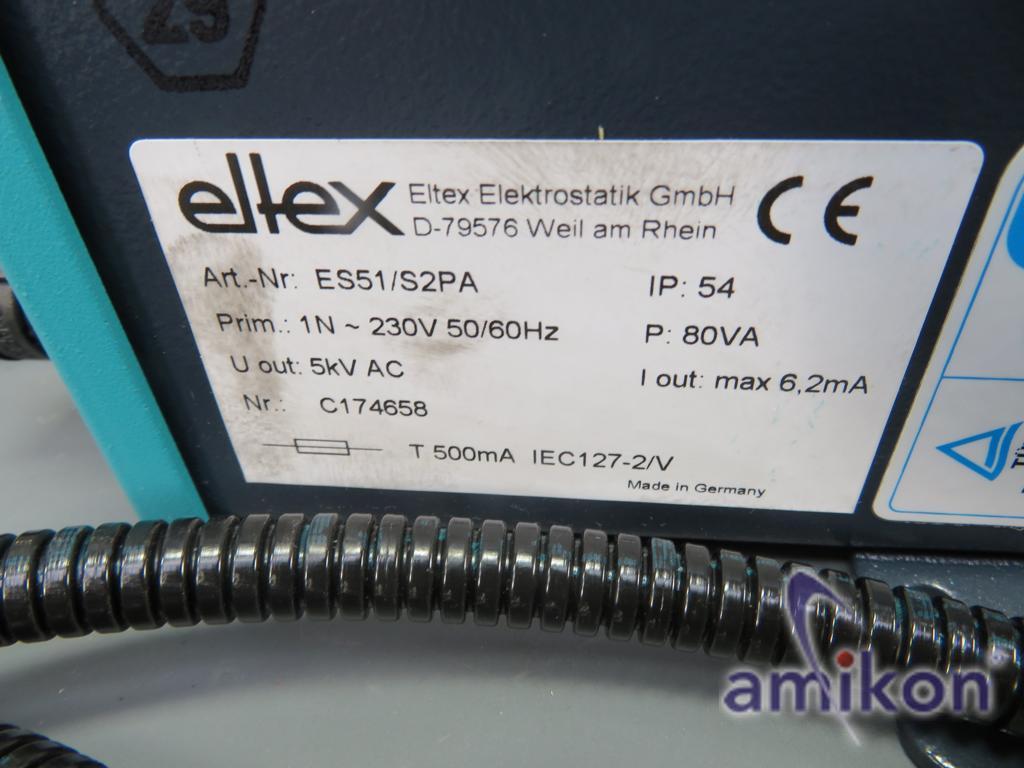 29
eltex
Eltex Elektrostatik GmbH
D-79576 Weil am Rhein
CE
Art.-Nr: ES51/S2PA
IP: 54
Prim.: 1N ~ 230V 50/60Hz
P: 80VA
U out: 5kV AC
I out: max 6,2mA
Nr.: C174658
T 500mA IEC127-2/V
Made in Germany
amikon